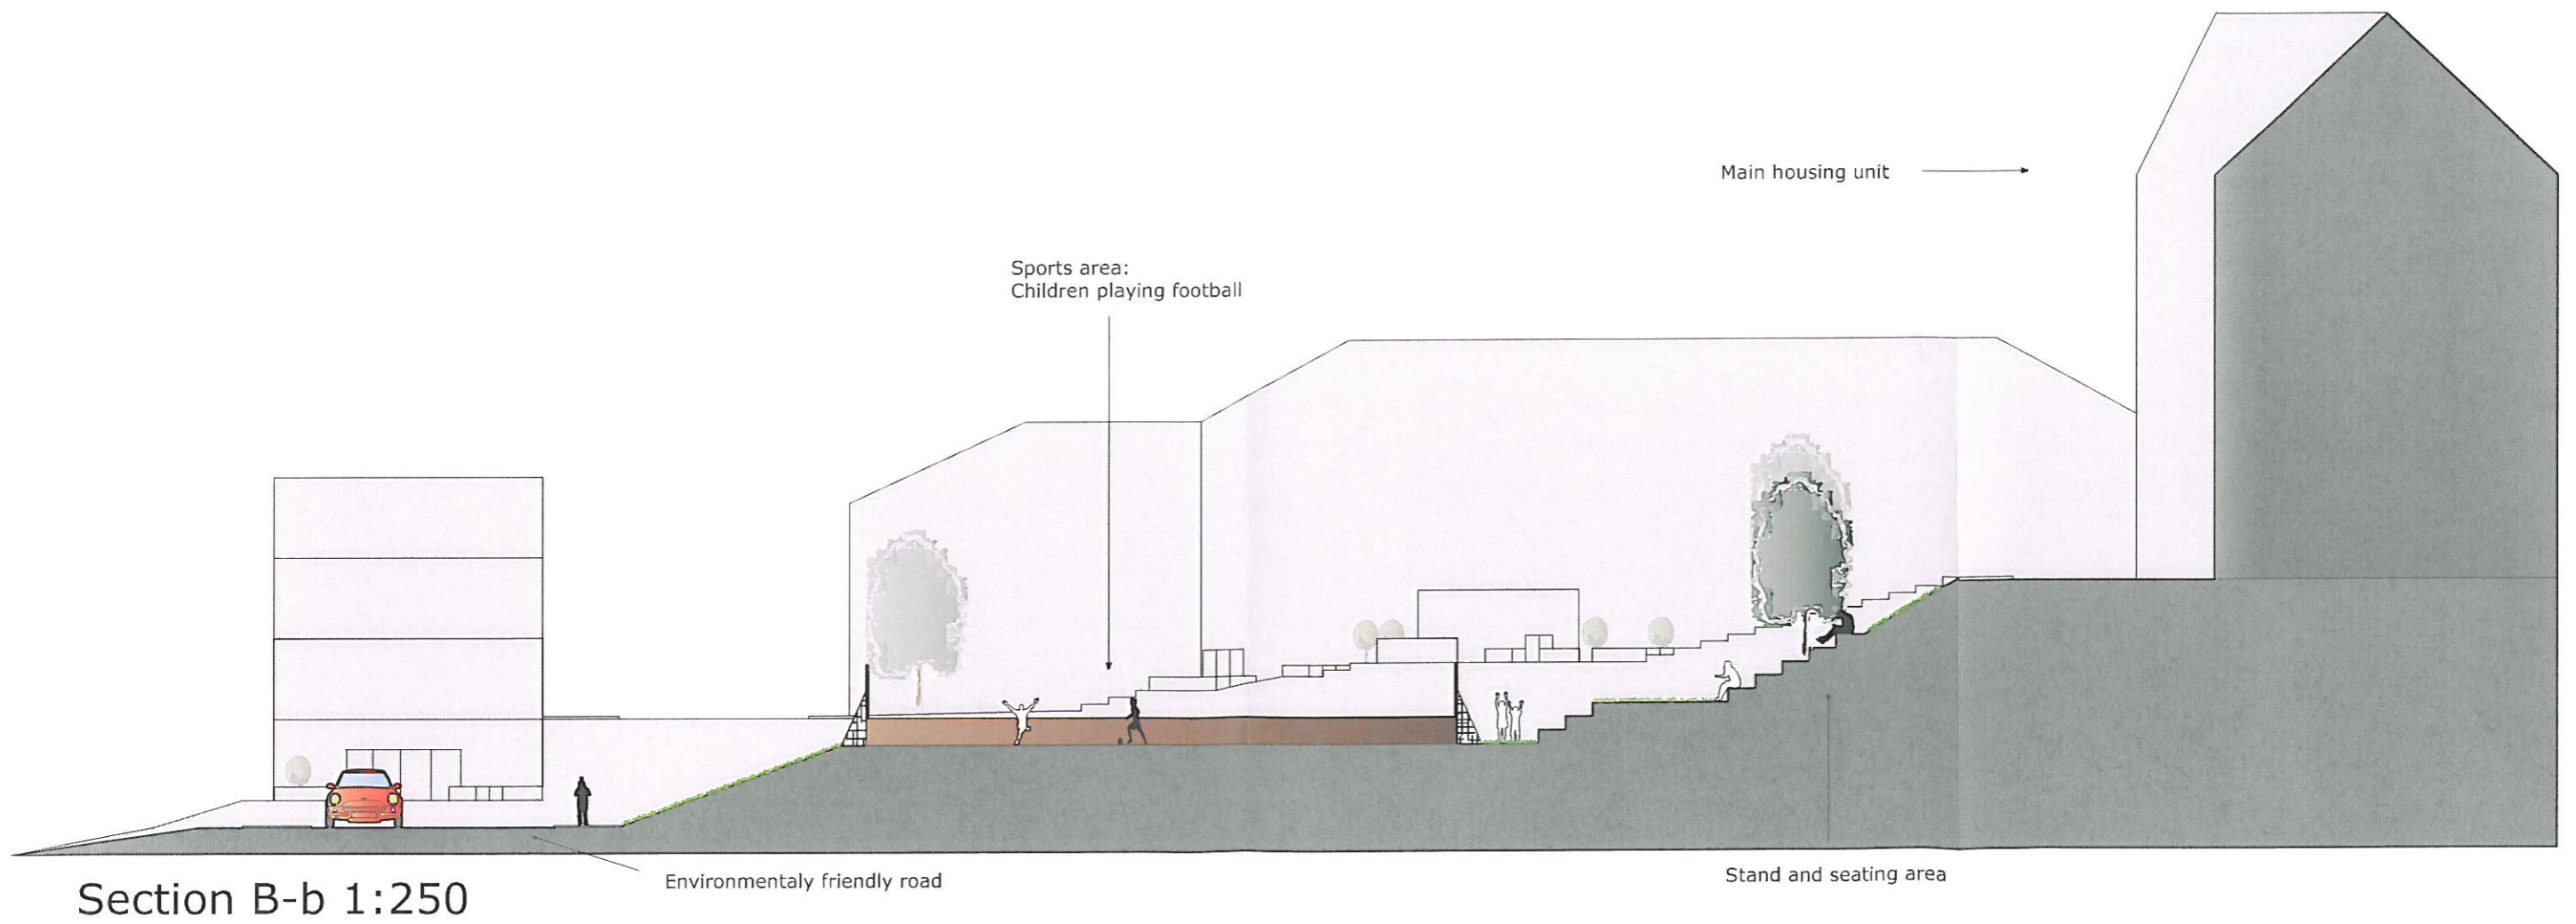 Main housing unit
Sports area:
Children playing football
Environmentaly friendly road
Stand and seating area
Section B-b 1:250